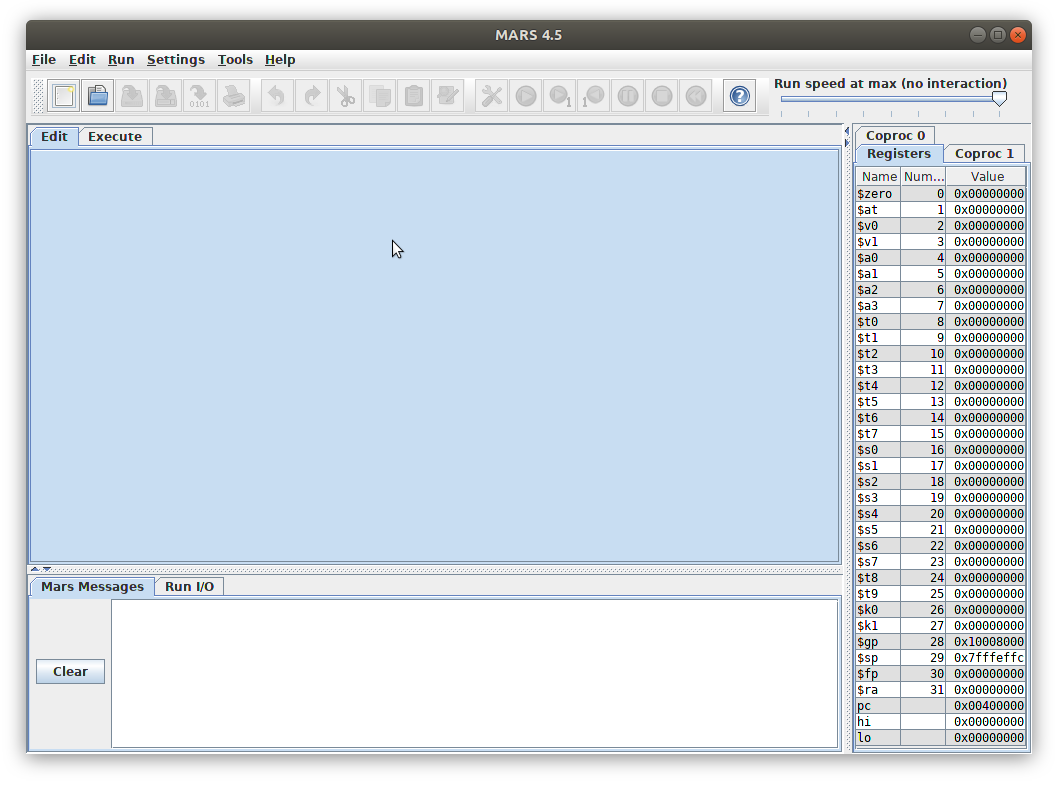 MARS 4.5
File Edit Run Settings Tools Help
Run speed at max (no interaction)
0101
1
1
?
Edit Execute
Coproc 0
Registers Coproc 1
Name Num... Value
$zero 0 0x00000000
$at 1 0x00000000
$v0 2 0x00000000
$v1 3 0x00000000
$a0 4 0x00000000
$a1 5 0x00000000
$a2 6 0x00000000
$a3 7 0x00000000
$t0 8 0x00000000
$t1 9 0x00000000
$t2 10 0x00000000
$t3 11 0x00000000
$t4 12 0x00000000
$t5 13 0x00000000
$t6 14 0x00000000
$t7 15 0x00000000
$s0 16 0x00000000
$s1 17 0x00000000
$s2 18 0x00000000
$s3 19 0x00000000
$s4 20 0x00000000
$s5 21 0x00000000
$s6 22 0x00000000
$s7 23 0x00000000
$t8 24 0x00000000
$t9 25 0x00000000
$k0 26 0x00000000
$k1 27 0x00000000
$gp 28 0x10008000
$sp 29 0x7fffeffc
$fp 30 0x00000000
$ra 31 0x00000000
pc 0x00400000
hi 0x00000000
lo 0x00000000
Mars Messages Run I/O
Clear